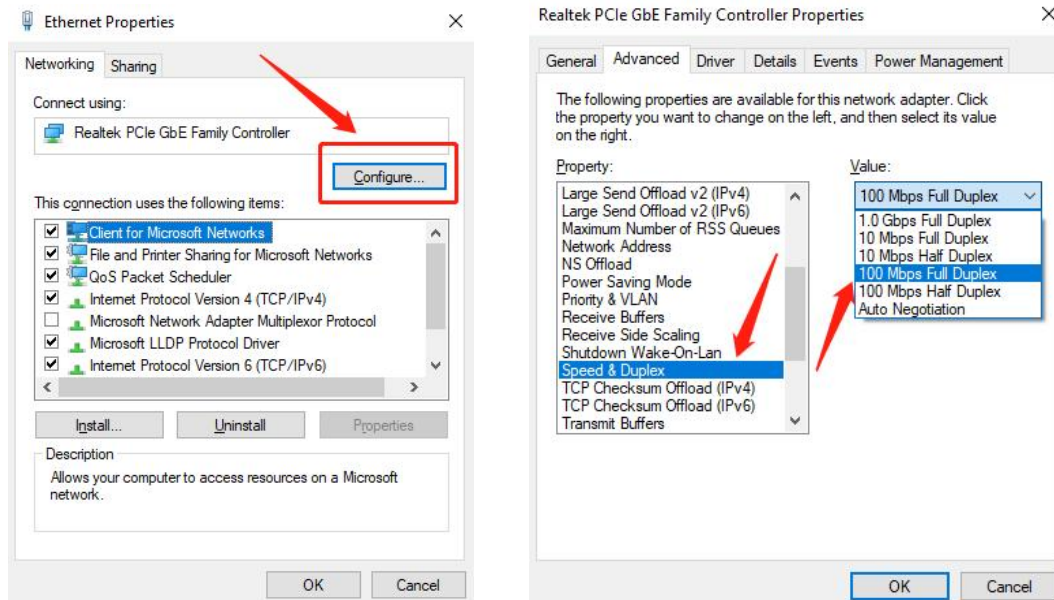 Ethernet Properties
Networking
Sharing
Connect using:
Realtek PCIe GbE Family Controller
Configure...
This connection uses the following items:
Client for Microsoft Networks
File and Printer Sharing for Microsoft Networks
QoS Packet Scheduler
Internet Protocol Version 4 (TCP/IPv4)
Microsoft Network Adapter Multiplexor Protocol
Microsoft LLDP Protocol Driver
Internet Protocol Version 6 (TCP/IPv6)
Install...
Uninstall
Properties
Description
Allows your computer to access resources on a Microsoft
network.
OK
Cancel
Realtek PCIe GbE Family Controller Properties
General
Advanced
Driver
Details
Events
Power Management
The following properties are available for this network adapter. Click
the property you want to change on the left, and then select its value
on the right.
Property:
Large Send Offload v2 (IPv4)
Large Send Offload v2 (IPv6)
Maximum Number of RSS Queues
Network Address
NS Offload
Power Saving Mode
Priority & VLAN
Receive Buffers
Receive Side Scaling
Shutdown Wake-On-Lan
Speed & Duplex
TCP Checksum Offload (IPv4)
TCP Checksum Offload (IPv6)
Transmit Buffers
Value:
100 Mbps Full Duplex
1.0 Gbps Full Duplex
10 Mbps Full Duplex
10 Mbps Half Duplex
100 Mbps Full Duplex
100 Mbps Half Duplex
Auto Negotiation
OK
Cancel